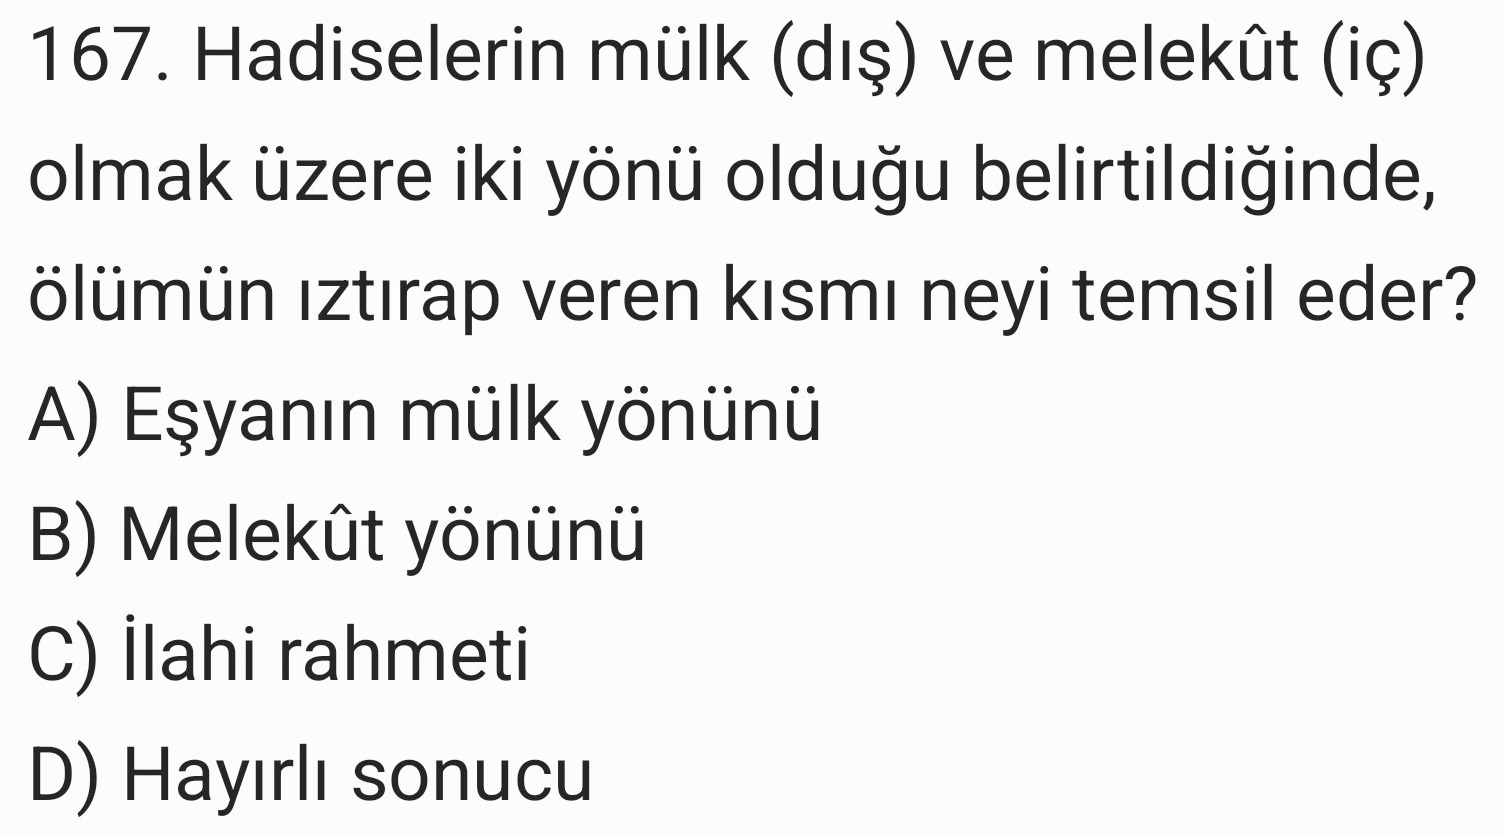 167. Hadiselerin mülk (dış) ve melekût (iç)
olmak üzere iki yönü olduğu belirtildiğinde,
ölümün ıztırap veren kısmı neyi temsil eder?
A) Eşyanın mülk yönünü
B) Melekût yönünü
C) İlahi rahmeti
D) Hayırlı sonucu